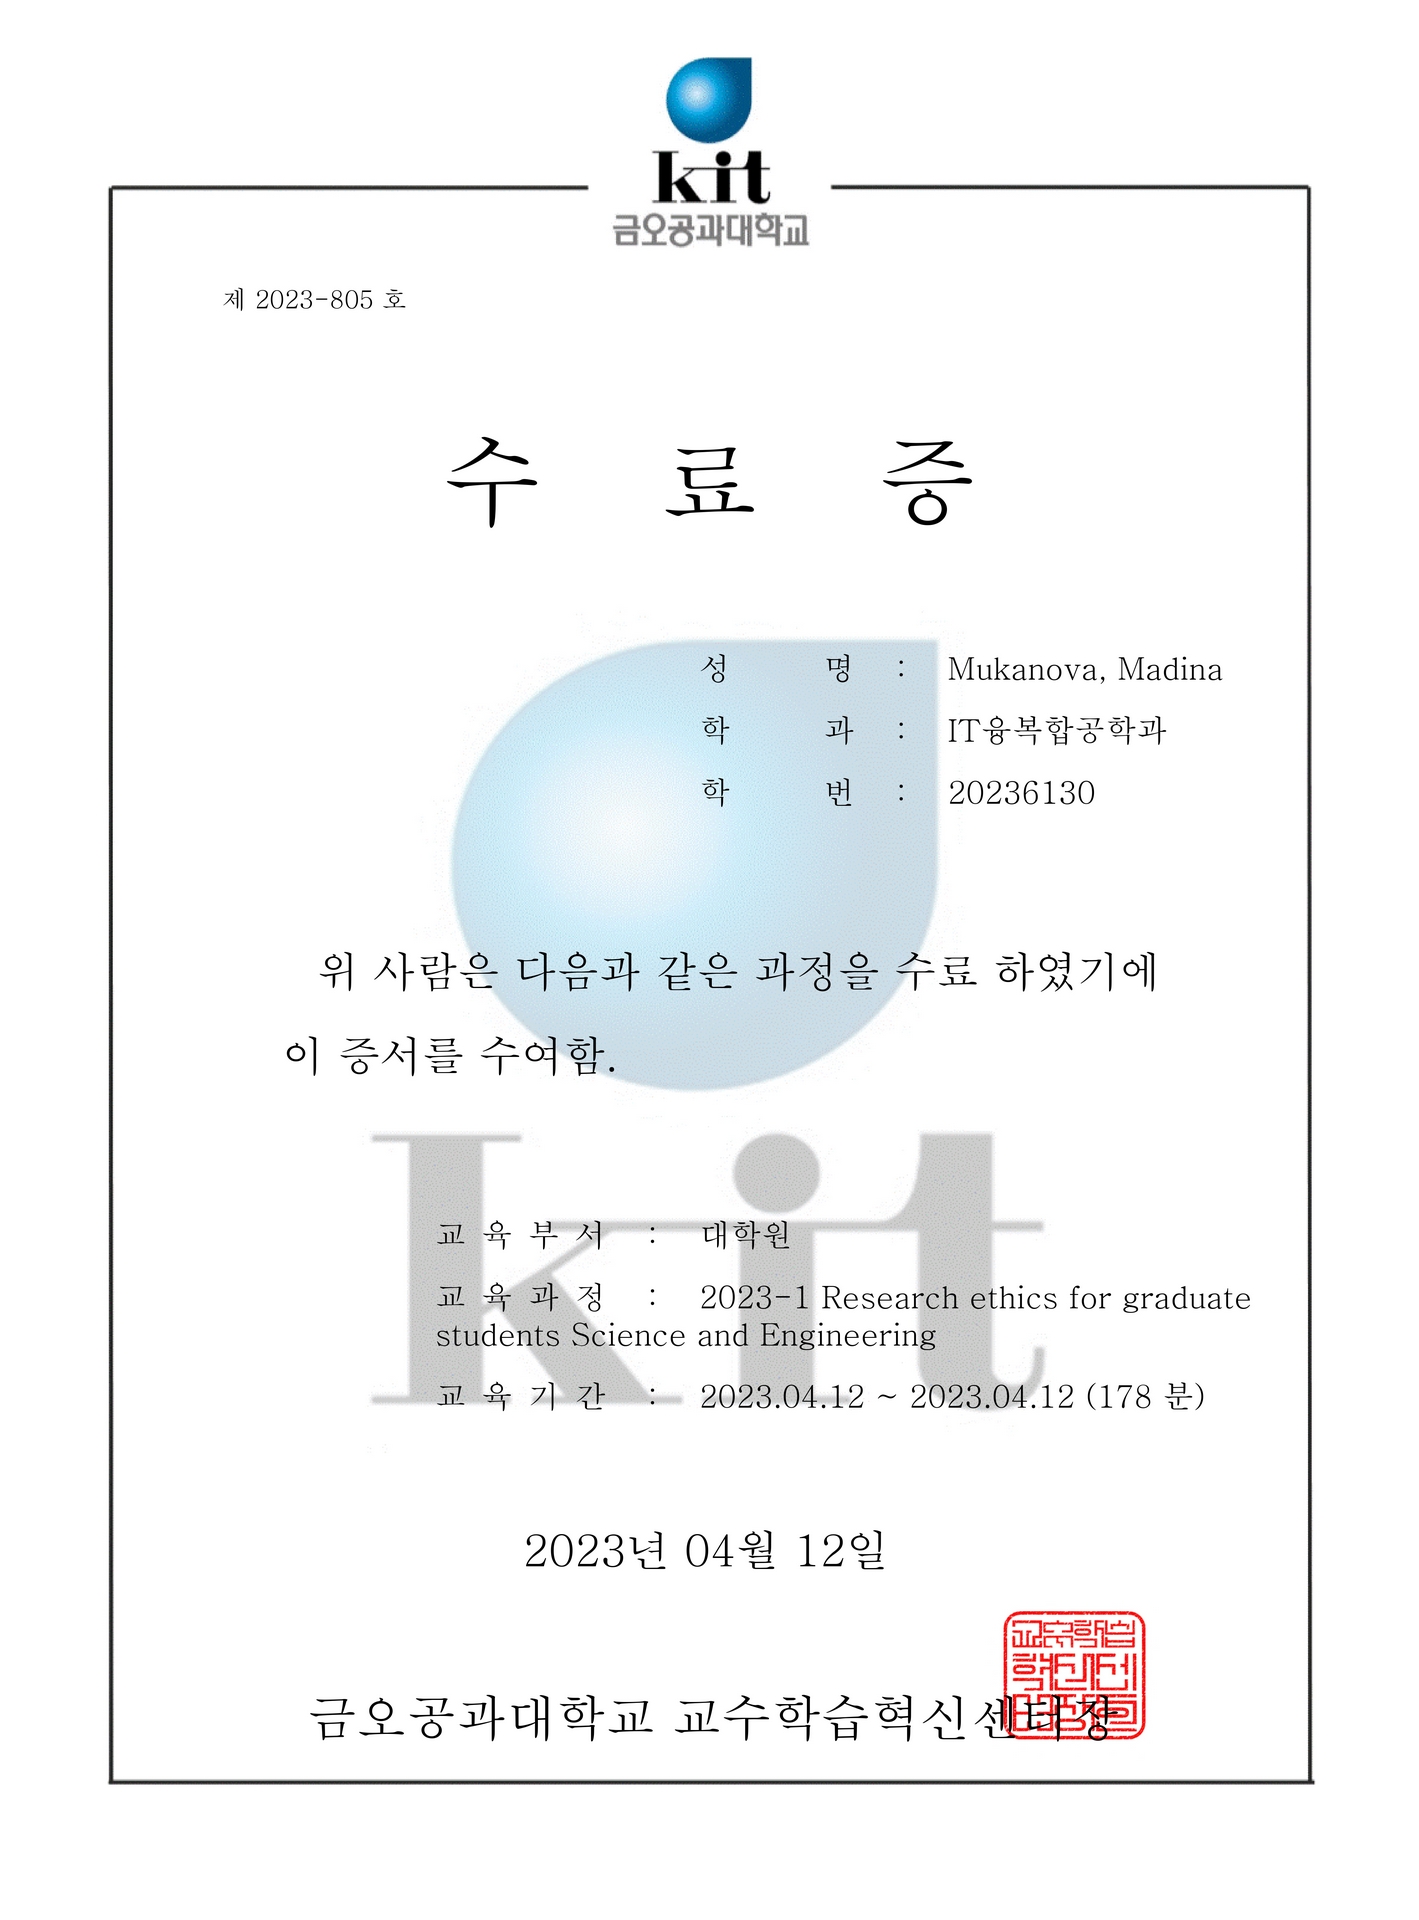 kit
금오공과대학교
제 2023-805 호
수 료 증
성 명 : Mukanova, Madina
학 과 : IT융복합공학과
학 번 : 20236130
위 사람은 다음과 같은 과정을 수료 하였기에
이 증서를 수여함.
kit
교 육 부 서 : 대학원
교 육 과 정 : 2023-1 Research ethics for graduate
students Science and Engineering
교 육 기 간 : 2023.04.12 ~ 2023.04.12 (178 분)
2023년 04월 12일
금오공과대학교 교수학습혁신센터장